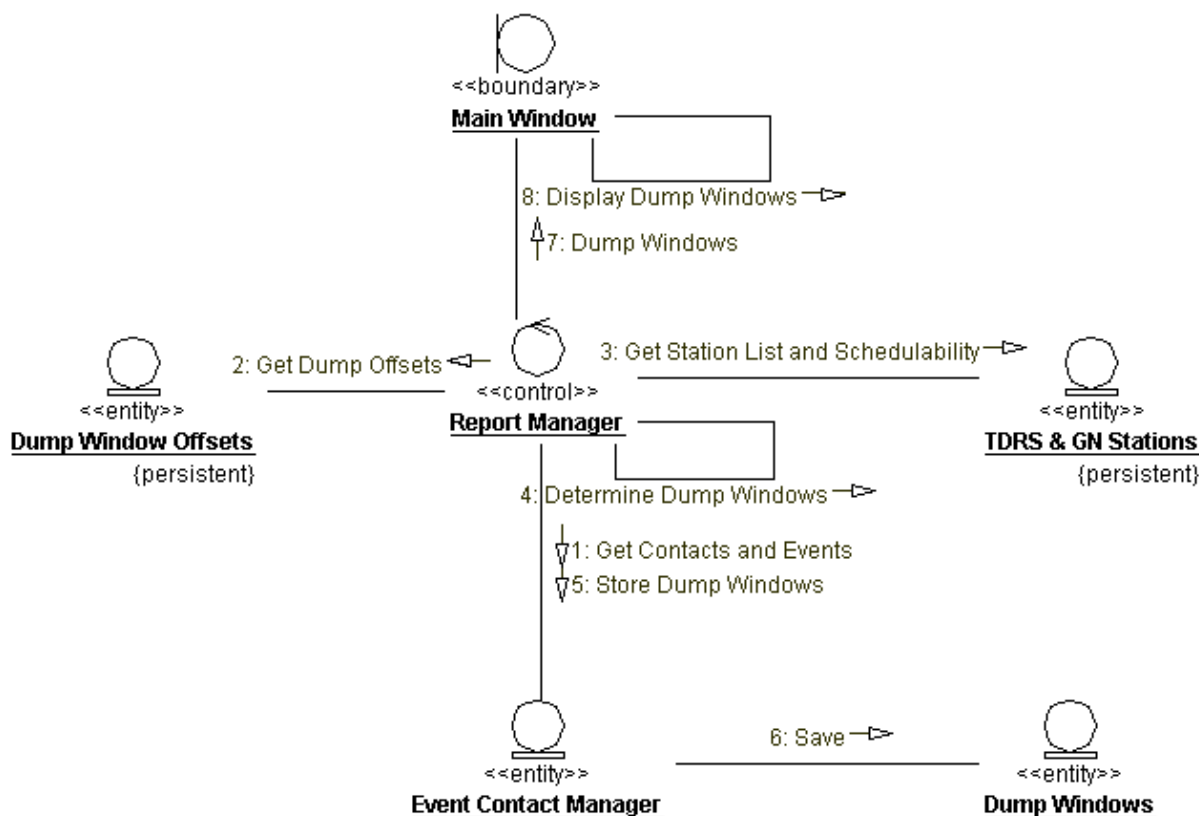 <<boundary>>
Main Window
8: Display Dump Windows
7: Dump Windows
2: Get Dump Offsets
3: Get Station List and Schedulability
<<entity>>
Dump Window Offsets
{persistent}
<<control>>
Report Manager
<<entity>>
TDRS & GN Stations
{persistent}
4: Determine Dump Windows
1: Get Contacts and Events
5: Store Dump Windows
6: Save
<<entity>>
Event Contact Manager
<<entity>>
Dump Windows